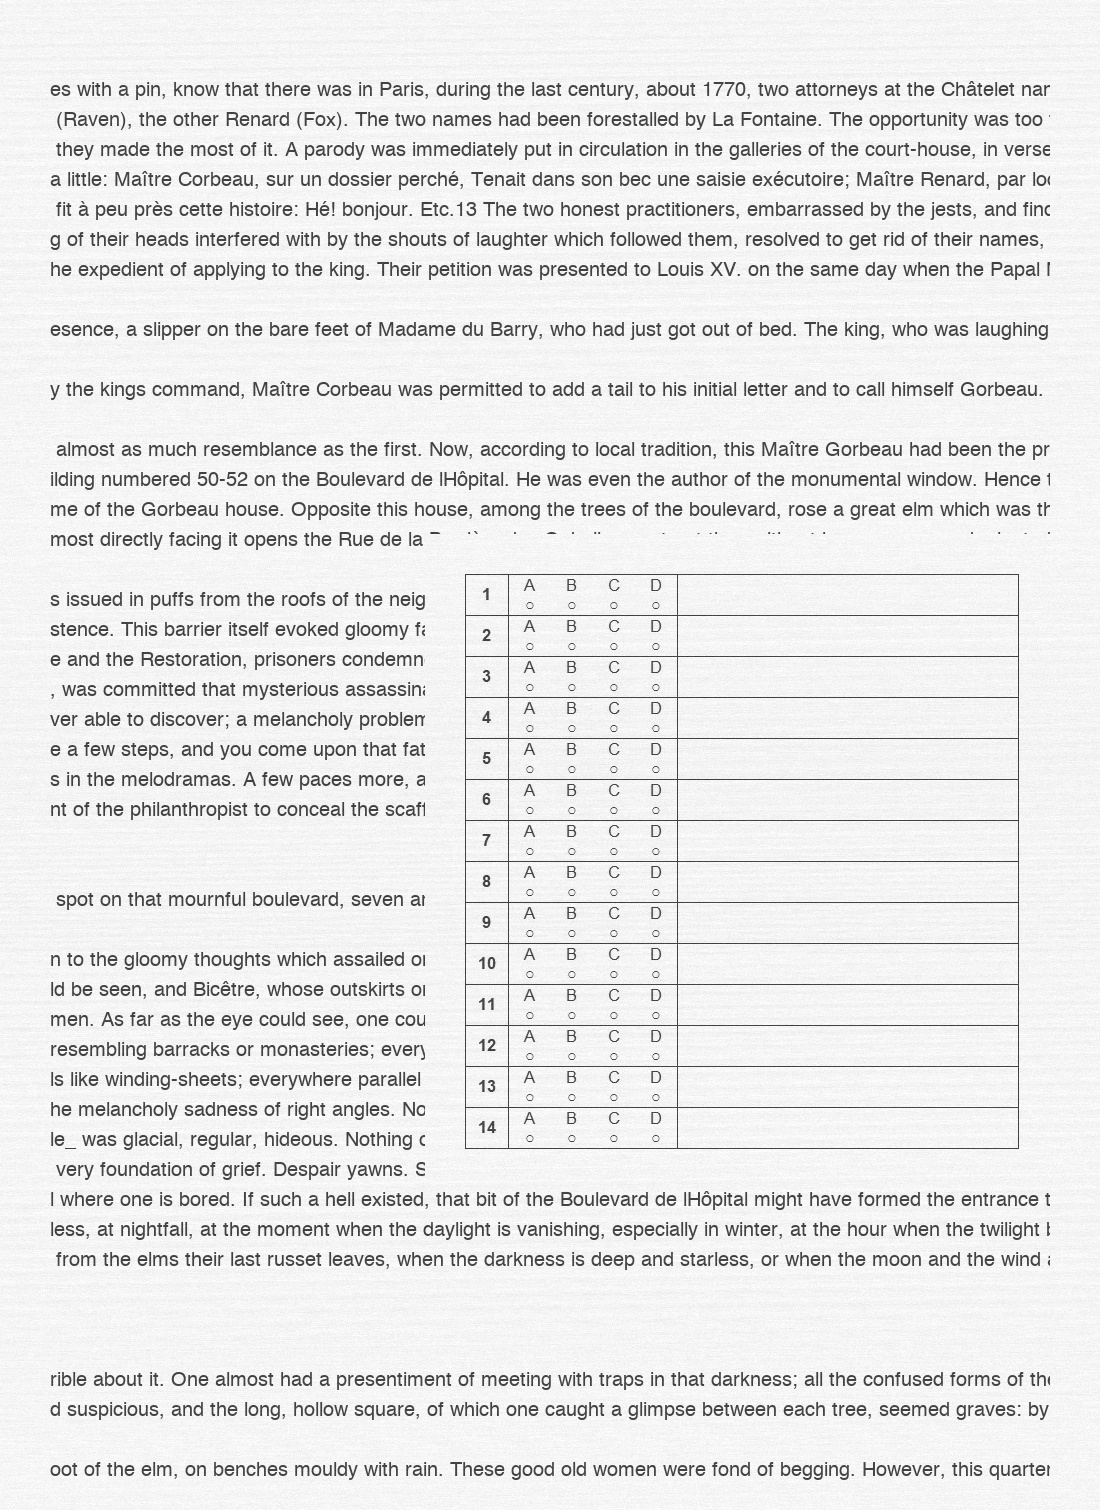 es with a pin, know that there was in Paris, during the last century, about 1770, two attorneys at the Châtelet
(Raven), the other Renard (Fox). The two names had been forestalled by La Fontaine. The opportunity was too
they made the most of it. A parody was immediately put in circulation in the galleries of the court-house, in verse
a little: Maître Corbeau, sur un dossier perché, Tenait dans son bec une saisie exécutoire; Maître Renard, par
fit à peu près cette histoire: Hé! bonjour. Etc.13 The two honest practitioners, embarrassed by the jests, and
g of their heads interfered with by the shouts of laughter which followed them, resolved to get rid of their names,
he expedient of applying to the king. Their petition was presented to Louis XV. on the same day when the Papal
esence, a slipper on the bare feet of Madame du Barry, who had just got out of bed. The king, who was laughing
y the kings command, Maître Corbeau was permitted to add a tail to his initial letter and to call himself Gorbeau.
almost as much resemblance as the first. Now, according to local tradition, this Maître Gorbeau had been the pr
ilding numbered 50-52 on the Boulevard de lHôpital. He was even the author of the monumental window. Hence
me of the Gorbeau house. Opposite this house, among the trees of the boulevard, rose a great elm which was
most directly facing it opens the Rue de la
s issued in puffs from the roofs of the neig
stence. This barrier itself evoked gloomy
e and the Restoration, prisoners condemn
, was committed that mysterious assassin
ver able to discover; a melancholy problem
e a few steps, and you come upon that fat
s in the melodramas. A few paces more, a
nt of the philanthropist to conceal the scaf
spot on that mournful boulevard, seven
n to the gloomy thoughts which assailed
ld be seen, and Bicêtre, whose outskirts
men. As far as the eye could see, one cou
resembling barracks or monasteries; every
ls like winding-sheets; everywhere parallel
he melancholy sadness of right angles. No
le_ was glacial, regular, hideous. Nothing
very foundation of grief. Despair yawns. S
l where one is bored. If such a hell existed, that bit of the Boulevard de lHôpital might have formed the entrance
less, at nightfall, at the moment when the daylight is vanishing, especially in winter, at the hour when the twilight
from the elms their last russet leaves, when the darkness is deep and starless, or when the moon and the wind
rible about it. One almost had a presentiment of meeting with traps in that darkness; all the confused forms of
d suspicious, and the long, hollow square, of which one caught a glimpse between each tree, seemed graves: by
oot of the elm, on benches mouldy with rain. These good old women were fond of begging. However, this quarter
1 A B C D
2 A B C D
3 A B C D
4 A B C D
5 A B C D
6 A B C D
7 A B C D
8 A B C D
9 A B C D
10 A B C D
11 A B C D
12 A B C D
13 A B C D
14 A B C D